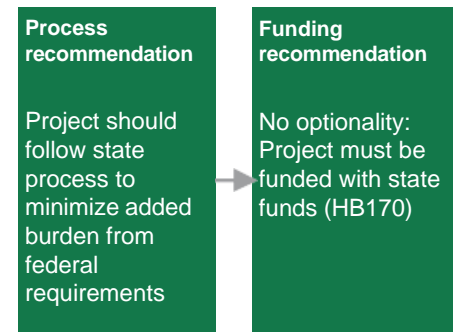 Process
recommendation
Project should
follow state
process to
minimize added
burden from
federal
requirements
Funding
recommendation
No optionality:
Project must be
funded with state
funds (HB170)